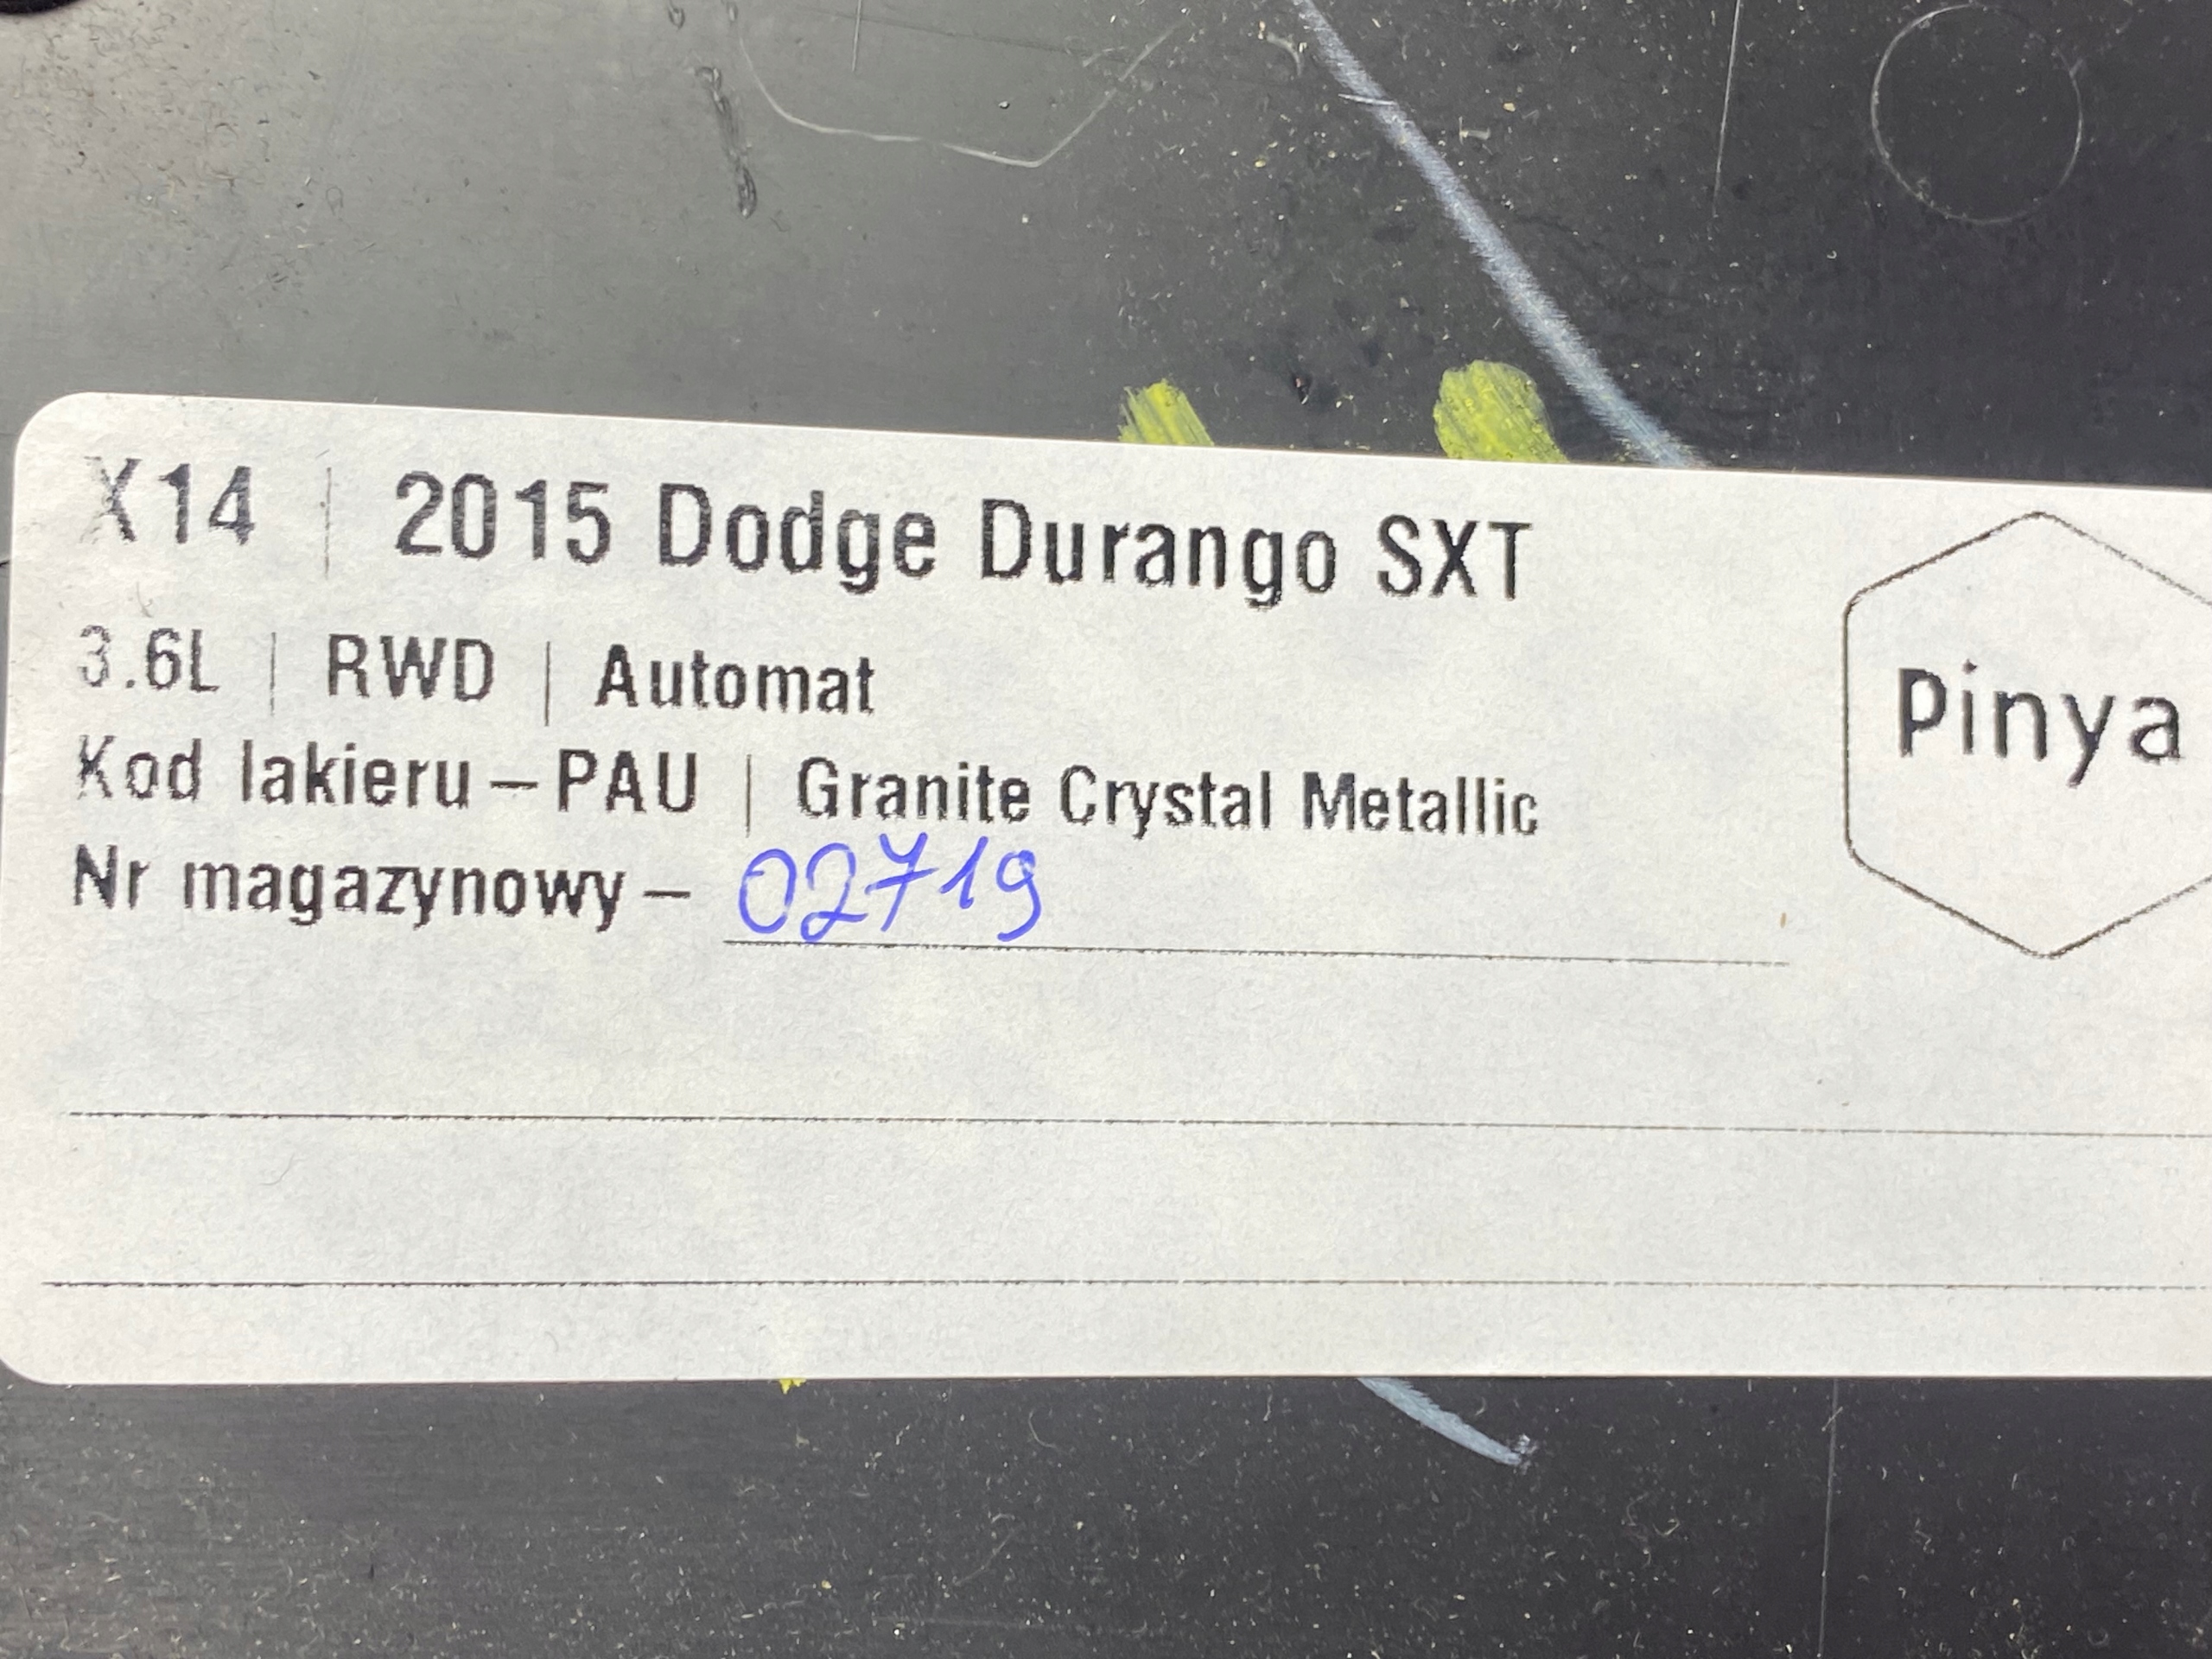 X14 | 2015 Dodge Durango SXT
3.6L | RWD | Automat
Kod lakieru – PAU | Granite Crystal Metallic
Nr magazynowy – 02719
Pinya